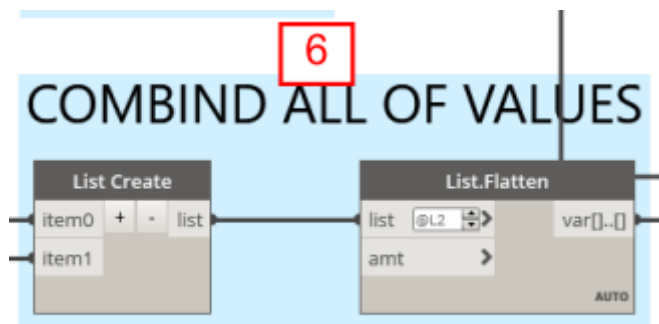 6
COMBIND ALL OF VALUES
List Create
item0 + - list
item1
List.Flatten
list @L2 var[]..[]
amt
AUTO